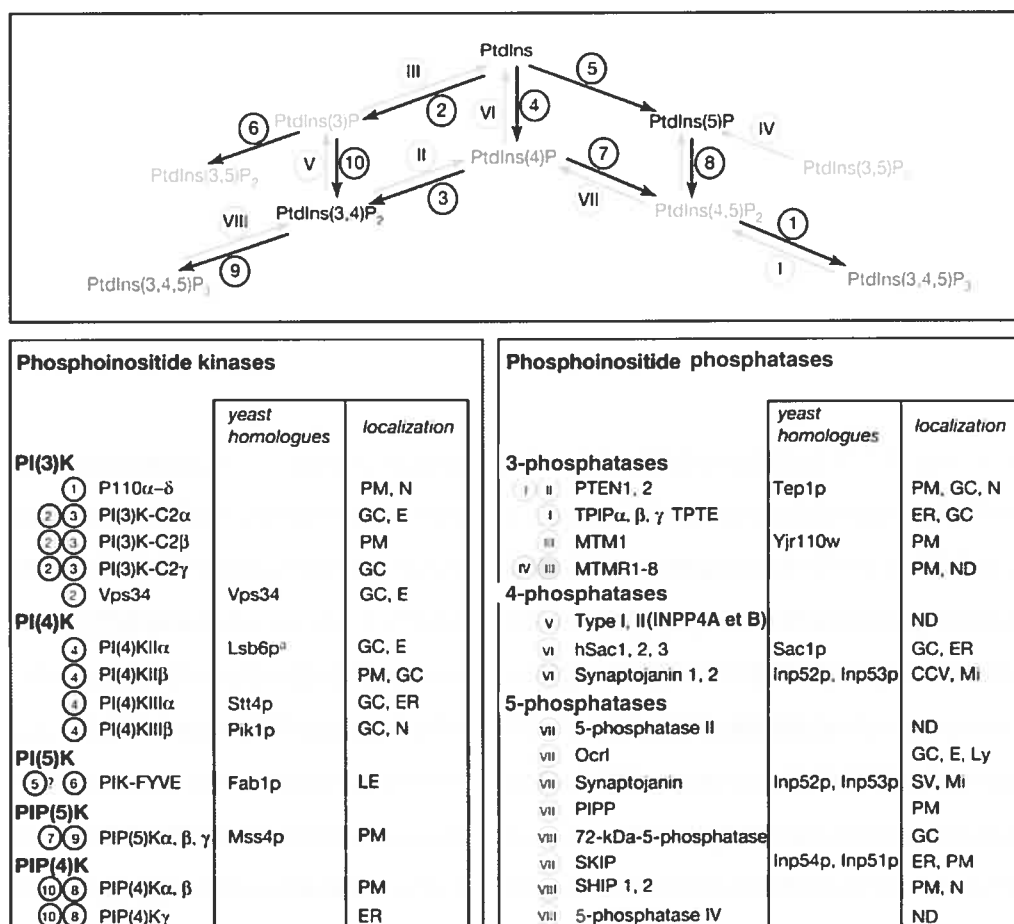 PtdIns
III
5
6
2
VI
4
PtdIns(3)P
PtdIns(5)P
IV
V
10
II
PtdIns(4)P
7
8
PtdIns(3,5)P₂
3
VII
PtdIns(3,5)P
VIII
PtdIns(3,4)P₂
PtdIns(4,5)P₂
1
9
I
PtdIns(3,4,5)P₃
PtdIns(3,4,5)P₃
Phosphoinositide kinases
yeast homologues localization
PI(3)K
1 P110α–δ PM, N
2 3 PI(3)K-C2α GC, E
2 3 PI(3)K-C2β PM
2 3 PI(3)K-C2γ GC
2 Vps34 Vps34 GC, E
PI(4)K
4 PI(4)KIIα Lsb6pᵃ GC, E
4 PI(4)KIIβ PM, GC
4 PI(4)KIIIα Stt4p GC, ER
4 PI(4)KIIIβ Pik1p GC, N
PI(5)K
5 ? 6 PIK-FYVE Fab1p LE
PIP(5)K
7 9 PIP(5)Kα, β, γ Mss4p PM
PIP(4)K
10 8 PIP(4)Kα, β PM
10 8 PIP(4)Kγ ER
Phosphoinositide phosphatases
yeast homologues localization
3-phosphatases
I II PTEN1, 2 Tep1p PM, GC, N
I TPIPα, β, γ TPTE ER, GC
III MTM1 Yjr110w PM
IV III MTMR1-8 PM, ND
4-phosphatases
V Type I, II(INPP4A et B) ND
VI hSac1, 2, 3 Sac1p GC, ER
VI Synaptojanin 1, 2 Inp52p, Inp53p CCV, Mi
5-phosphatases
VII 5-phosphatase II ND
VII Ocrl GC, E, Ly
VII Synaptojanin Inp52p, Inp53p SV, Mi
VII PIPP PM
VIII 72-kDa-5-phosphatase GC
VII SKIP Inp54p, Inp51p ER, PM
VIII SHIP 1, 2 PM, N
VIII 5-phosphatase IV ND